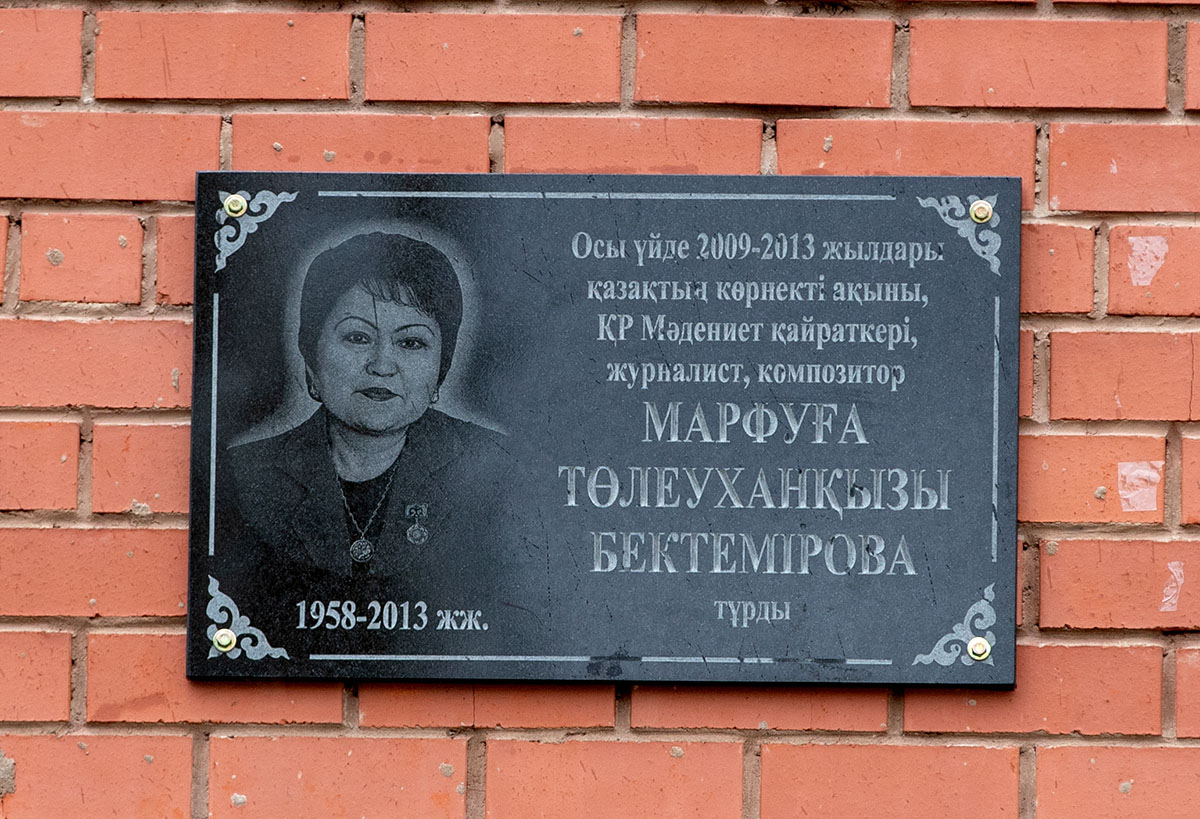 Осы үйде 2009-2013 жылдары
қазақтың көрнекті ақыны,
ҚР Мәдениет қайраткері,
журналист, композитор
МАРФУҒА
ТӨЛЕУХАНҚЫЗЫ
БЕКТЕМІРОВА
тұрды
1958-2013 жж.